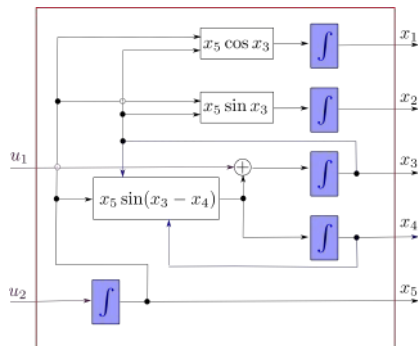 x₅ cos x₃ ∫ x₁
x₅ sin x₃ ∫ x₂
u₁ + ∫ x₃
x₅ sin(x₃ − x₄) ∫ x₄
u₂ ∫ x₅